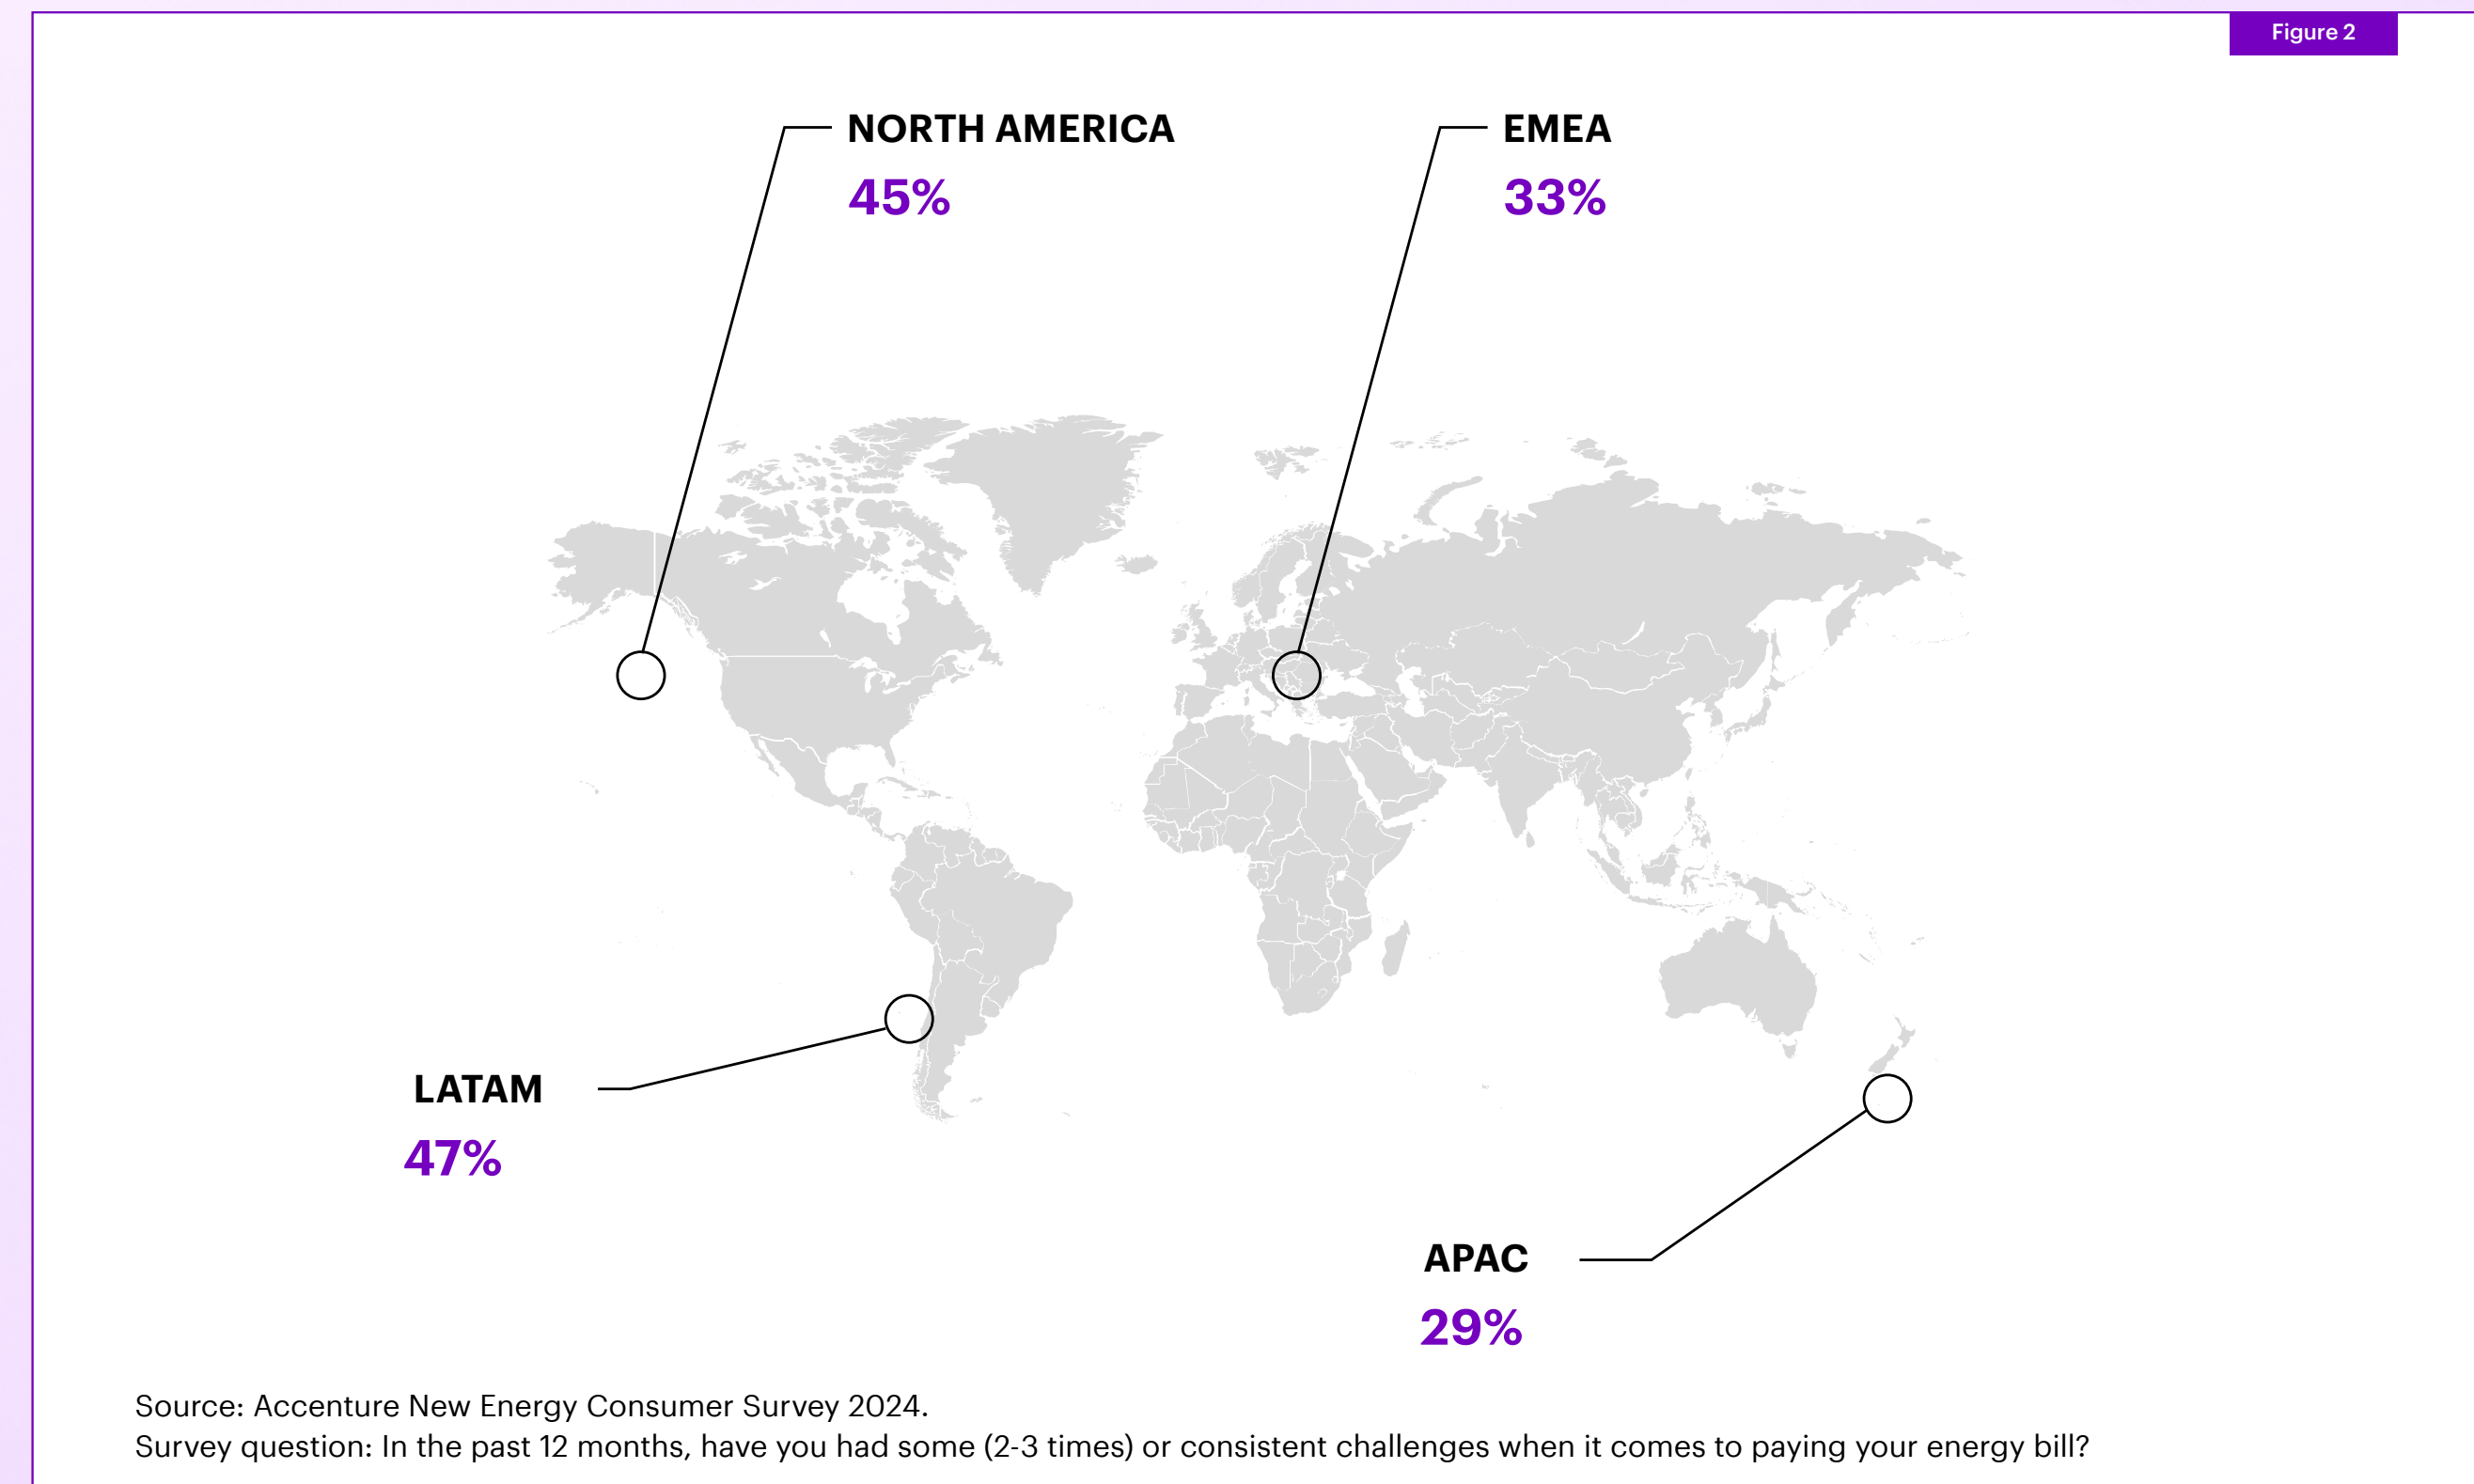 Figure 2
NORTH AMERICA
45%
EMEA
33%
LATAM
47%
APAC
29%
Source: Accenture New Energy Consumer Survey 2024.
Survey question: In the past 12 months, have you had some (2-3 times) or consistent challenges when it comes to paying your energy bill?